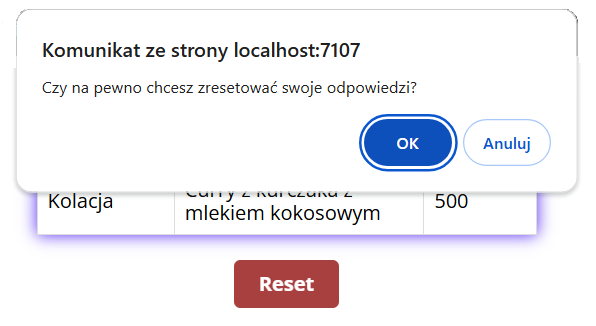 Komunikat ze strony localhost:7107
Czy na pewno chcesz zresetować swoje odpowiedzi?
OK Anuluj
Kolacja Curry z kurczaka z
mlekiem kokosowym 500
Reset